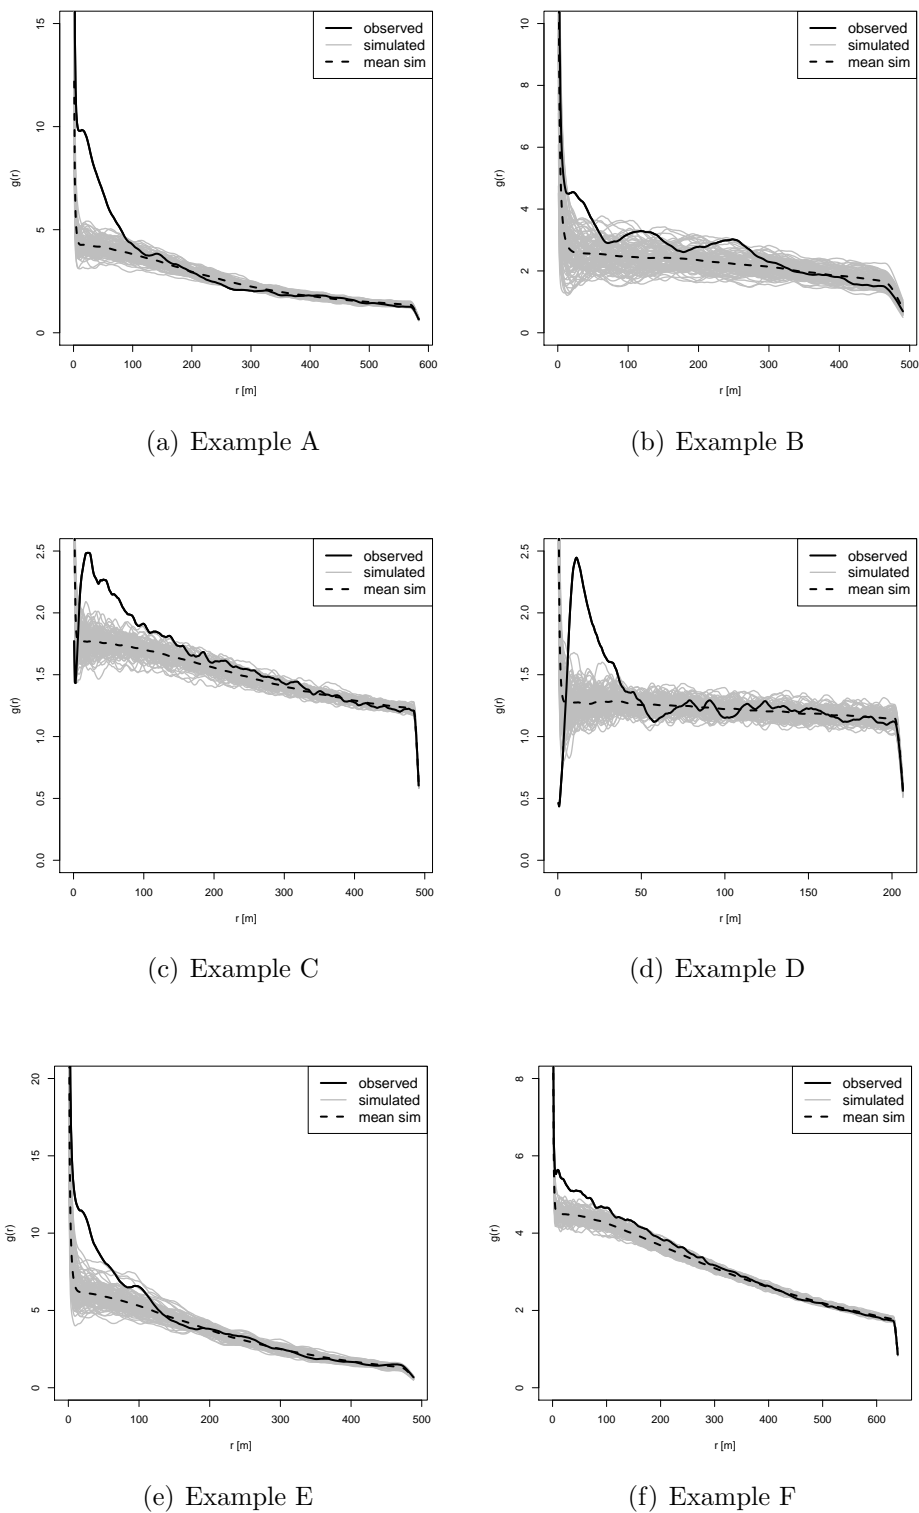 observed
simulated
mean sim
g(r)
15
10
5
0
0 100 200 300 400 500 600
r [m]
(a) Example A
observed
simulated
mean sim
g(r)
10
8
6
4
2
0
0 100 200 300 400 500
r [m]
(b) Example B
observed
simulated
mean sim
g(r)
2.5
2.0
1.5
1.0
0.5
0.0
0 100 200 300 400 500
r [m]
(c) Example C
observed
simulated
mean sim
g(r)
2.5
2.0
1.5
1.0
0.5
0.0
0 50 100 150 200
r [m]
(d) Example D
observed
simulated
mean sim
g(r)
20
15
10
5
0
0 100 200 300 400 500
r [m]
(e) Example E
observed
simulated
mean sim
g(r)
8
6
4
2
0
0 100 200 300 400 500 600
r [m]
(f) Example F